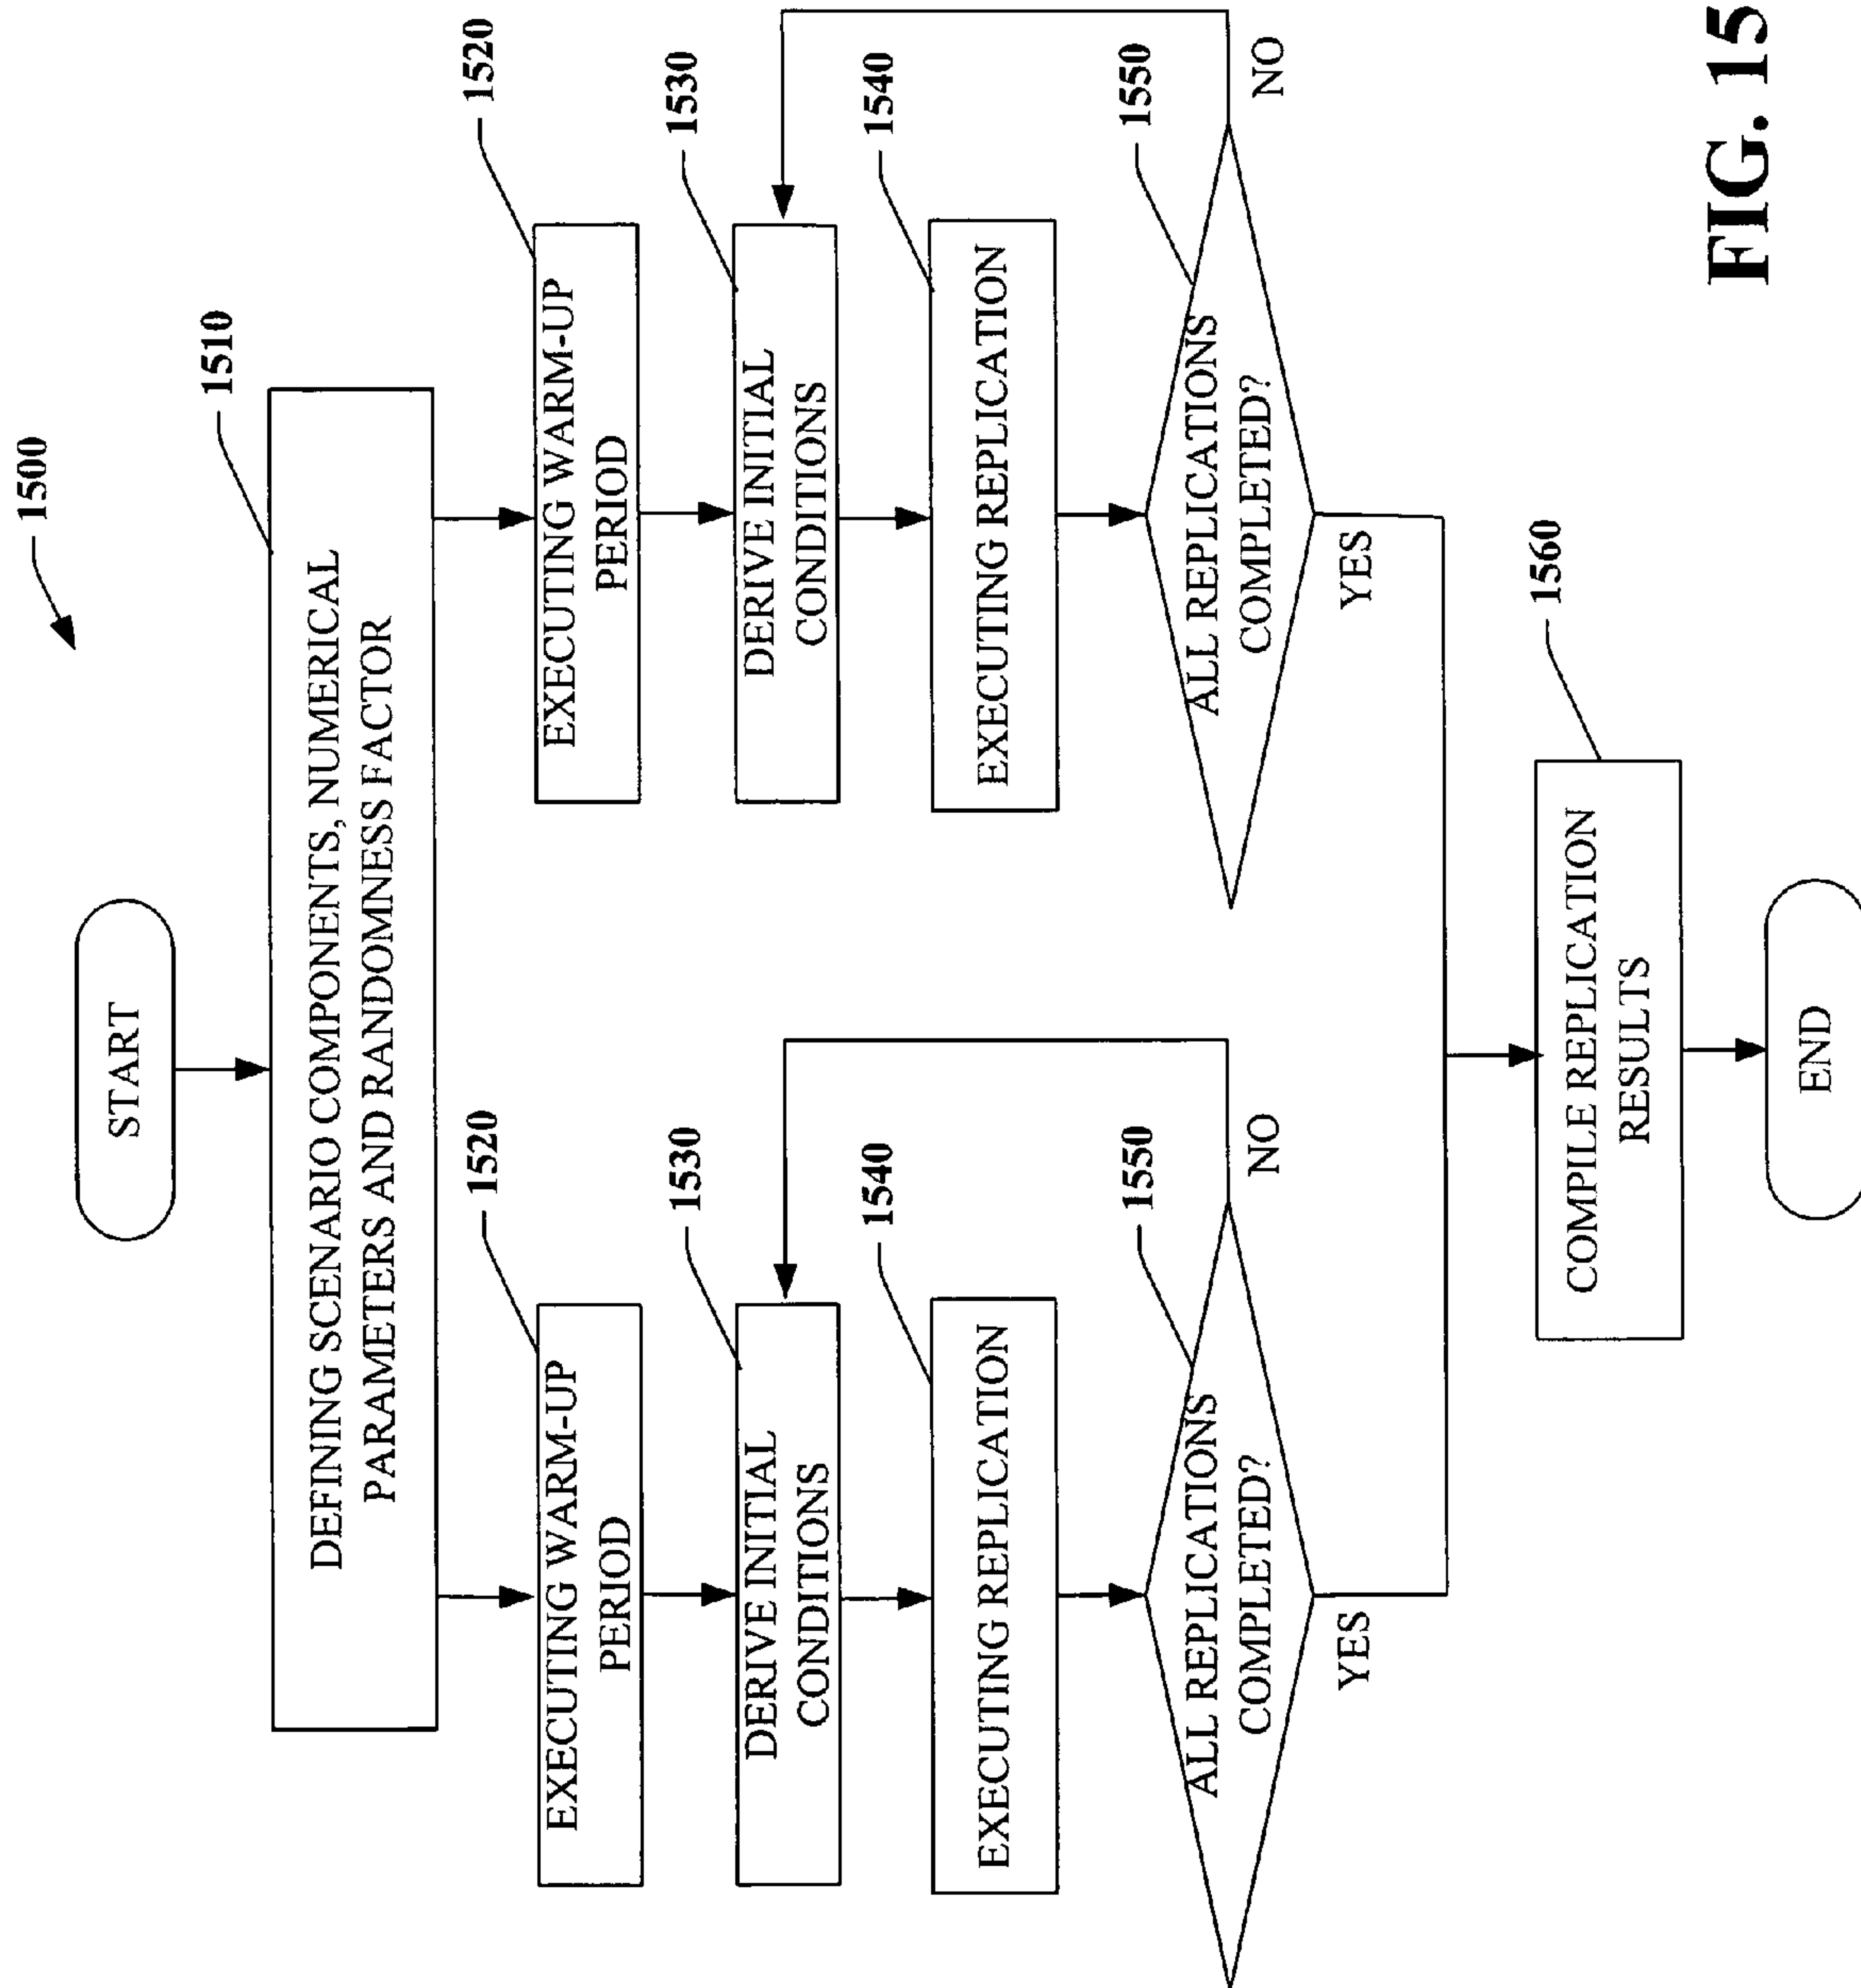 1500
START
1510
DEFINING SCENARIO COMPONENTS, NUMERICAL
PARAMETERS AND RANDOMNESS FACTOR
1520
EXECUTING WARM-UP
PERIOD
1530
DERIVE INITIAL
CONDITIONS
1540
EXECUTING REPLICATION
1550
ALL REPLICATIONS
COMPLETED?
NO
YES
1520
EXECUTING WARM-UP
PERIOD
1530
DERIVE INITIAL
CONDITIONS
1540
EXECUTING REPLICATION
1550
ALL REPLICATIONS
COMPLETED?
NO
YES
1560
COMPILE REPLICATION
RESULTS
END
FIG. 15